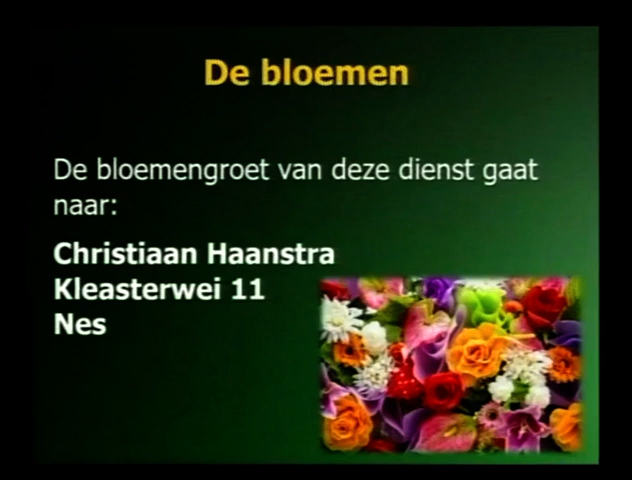 De bloemen
De bloemengroet van deze dienst gaat
naar:
Christiaan Haanstra
Kleasterwei 11
Nes